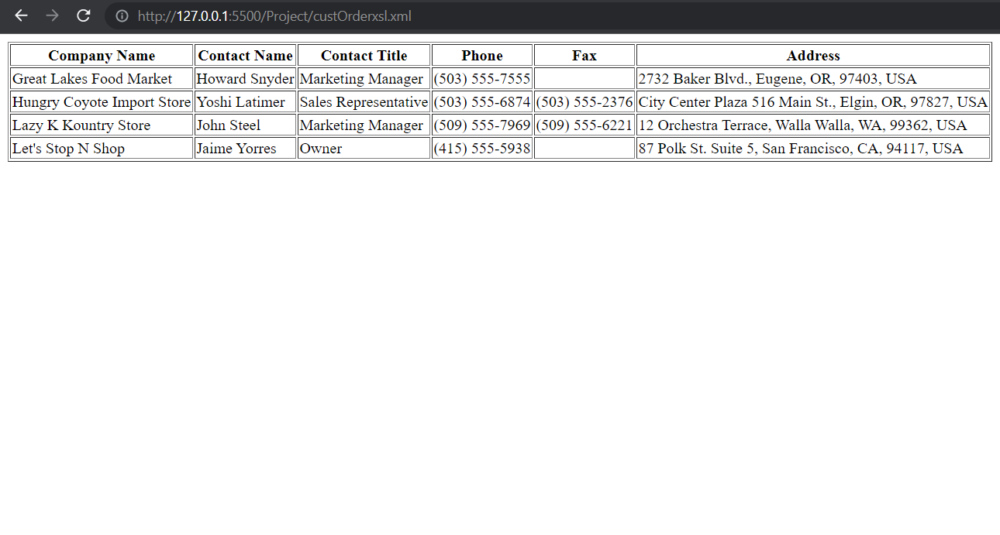 http://127.0.0.1:5500/Project/custOrderxsl.xml
Company Name Contact Name Contact Title Phone Fax Address
Great Lakes Food Market Howard Snyder Marketing Manager (503) 555-7555 2732 Baker Blvd., Eugene, OR, 97403, USA
Hungry Coyote Import Store Yoshi Latimer Sales Representative (503) 555-6874 (503) 555-2376 City Center Plaza 516 Main St., Elgin, OR, 97827, USA
Lazy K Kountry Store John Steel Marketing Manager (509) 555-7969 (509) 555-6221 12 Orchestra Terrace, Walla Walla, WA, 99362, USA
Let's Stop N Shop Jaime Yorres Owner (415) 555-5938 87 Polk St. Suite 5, San Francisco, CA, 94117, USA